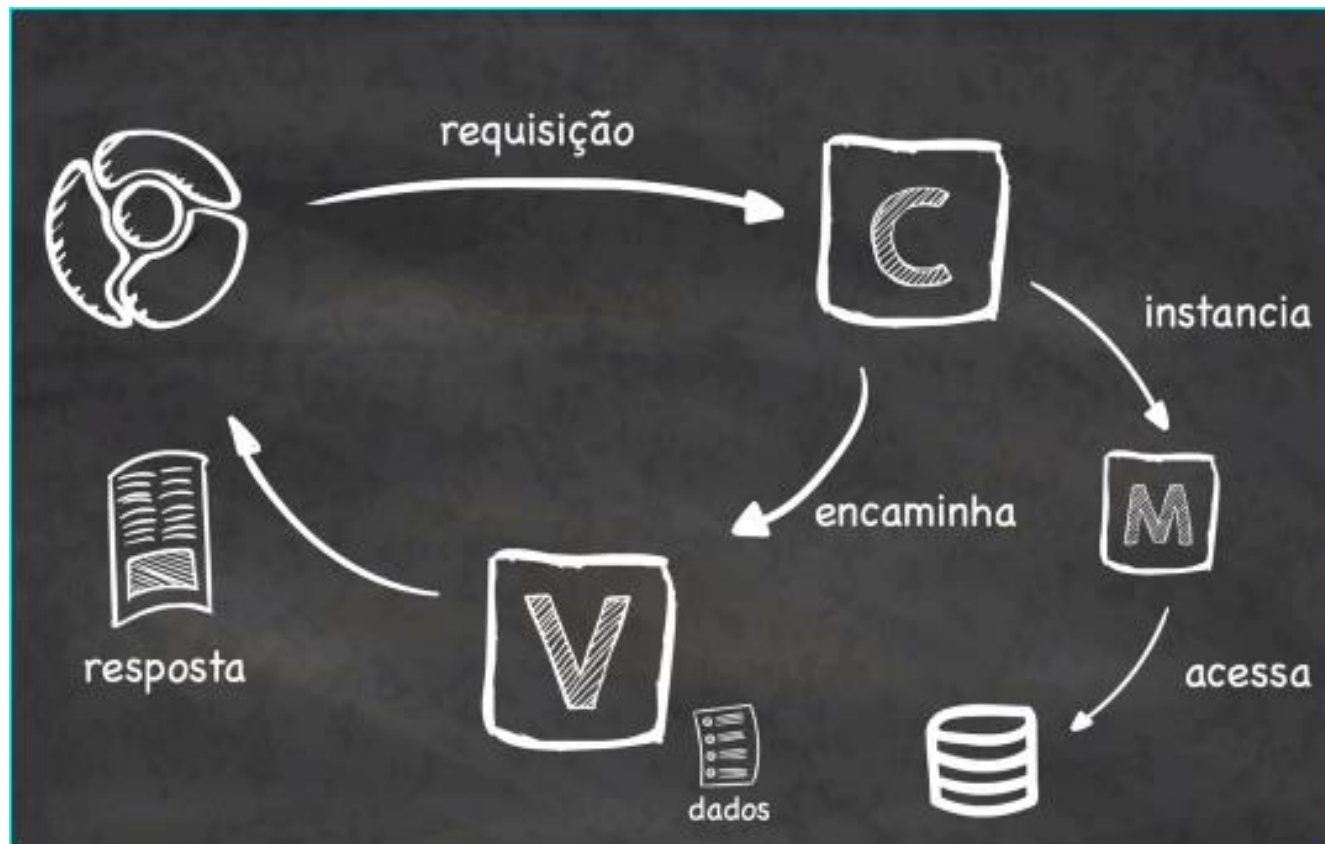 requisição
C
instancia
encaminha
M
V
resposta
acessa
dados